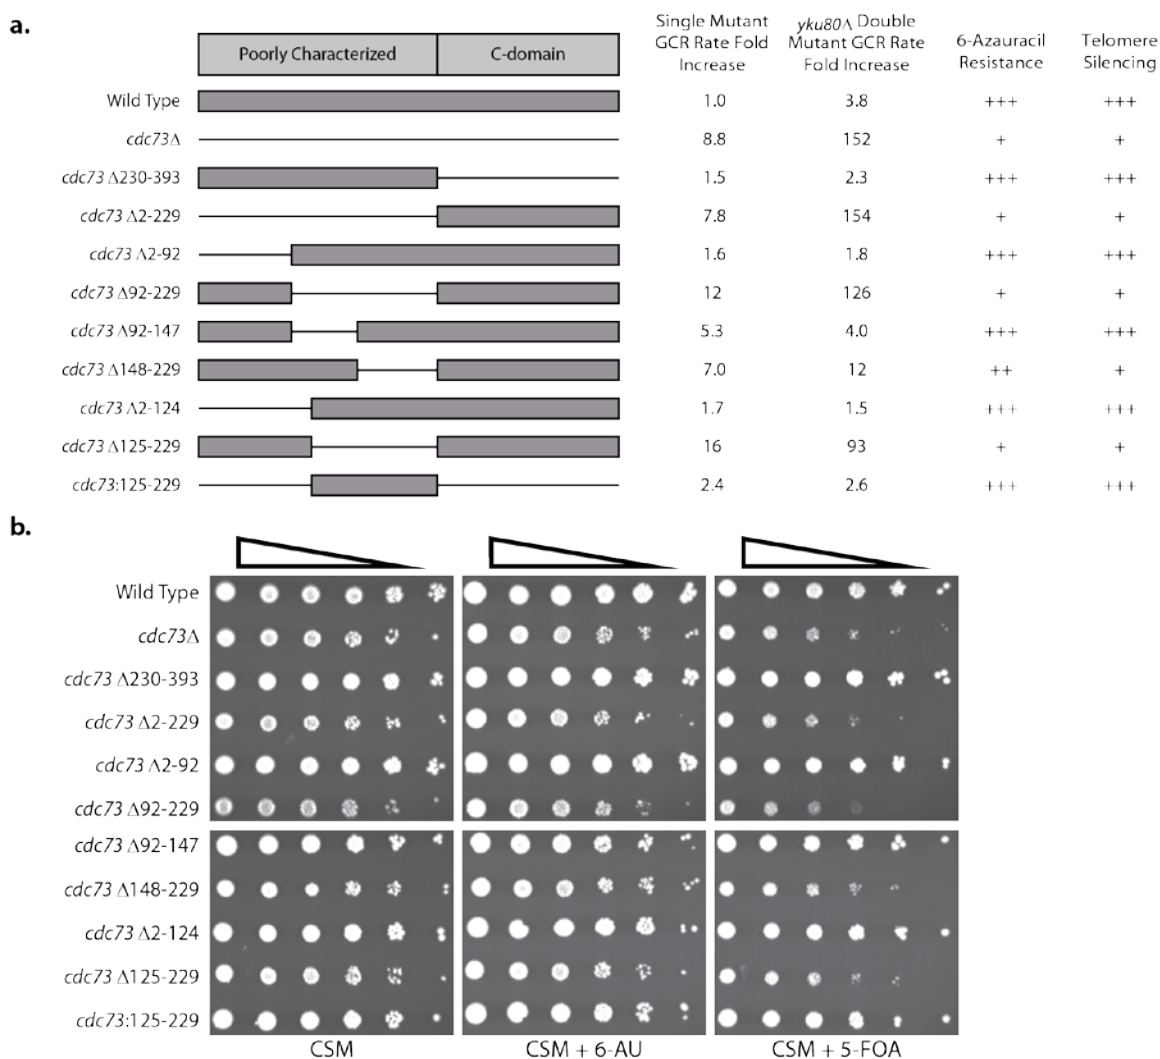 a.
Poorly Characterized C-domain
Single Mutant GCR Rate Fold Increase
yku80Δ Double Mutant GCR Rate Fold Increase
6-Azauracil Resistance
Telomere Silencing
Wild Type 1.0 3.8 +++ +++
cdc73Δ 8.8 152 + +
cdc73 Δ230-393 1.5 2.3 +++ +++
cdc73 Δ2-229 7.8 154 + +
cdc73 Δ2-92 1.6 1.8 +++ +++
cdc73 Δ92-229 12 126 + +
cdc73 Δ92-147 5.3 4.0 +++ +++
cdc73 Δ148-229 7.0 12 ++ +
cdc73 Δ2-124 1.7 1.5 +++ +++
cdc73 Δ125-229 16 93 + +
cdc73:125-229 2.4 2.6 +++ +++
b.
Wild Type
cdc73Δ
cdc73 Δ230-393
cdc73 Δ2-229
cdc73 Δ2-92
cdc73 Δ92-229
cdc73 Δ92-147
cdc73 Δ148-229
cdc73 Δ2-124
cdc73 Δ125-229
cdc73:125-229
CSM CSM + 6-AU CSM + 5-FOA